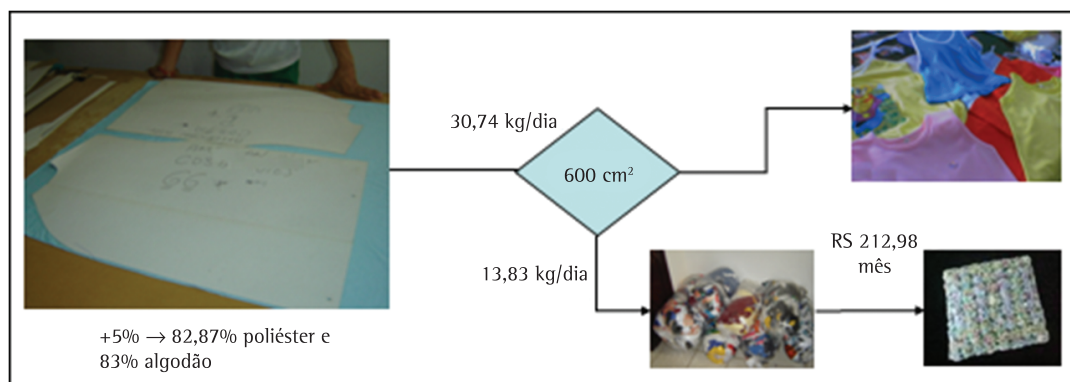 30,74 kg/dia
600 cm²
13,83 kg/dia
RS 212,98
mês
+5% → 82,87% poliéster e
83% algodão